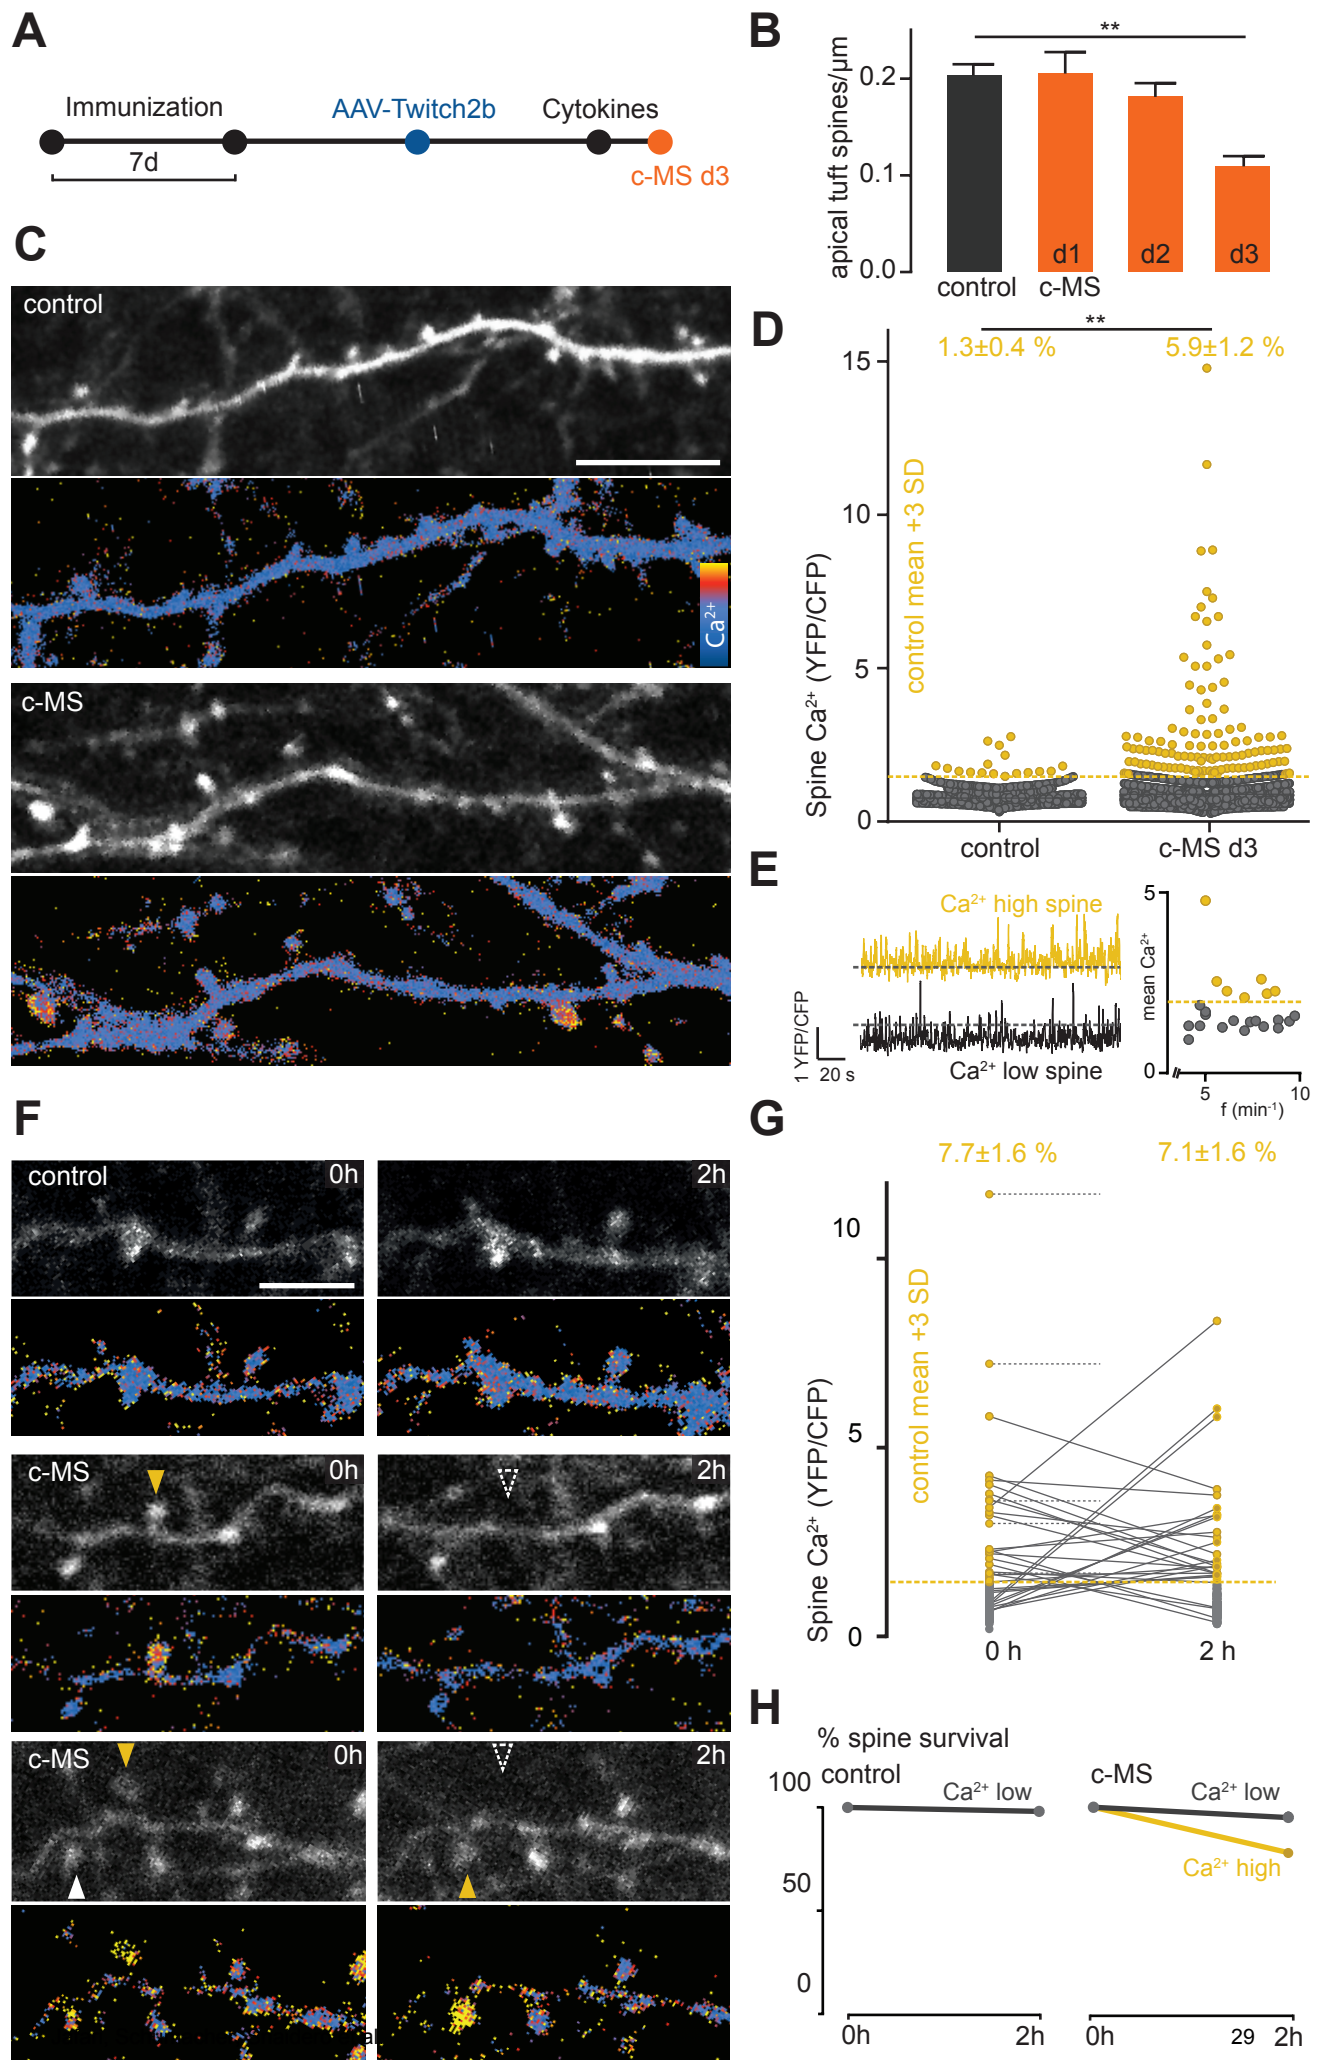 A
Immunization
AAV-Twitch2b
Cytokines
7d
c-MS d3
B
**
apical tuft spines/µm
0.2
0.1
0.0
d1
d2
d3
control
c-MS
C
control
Ca²⁺
c-MS
D
**
1.3±0.4 %
5.9±1.2 %
15
10
5
0
Spine Ca²⁺ (YFP/CFP)
control mean +3 SD
control
c-MS d3
E
Ca²⁺ high spine
1 YFP/CFP
20 s
Ca²⁺ low spine
mean Ca²⁺
5
0
5
10
f (min⁻¹)
F
control
0h
2h
c-MS
0h
2h
c-MS
0h
2h
al
G
7.7±1.6 %
7.1±1.6 %
10
5
0
Spine Ca²⁺ (YFP/CFP)
control mean +3 SD
0 h
2 h
H
% spine survival
100
50
0
control
Ca²⁺ low
0h
2h
c-MS
Ca²⁺ low
Ca²⁺ high
0h
29
2h